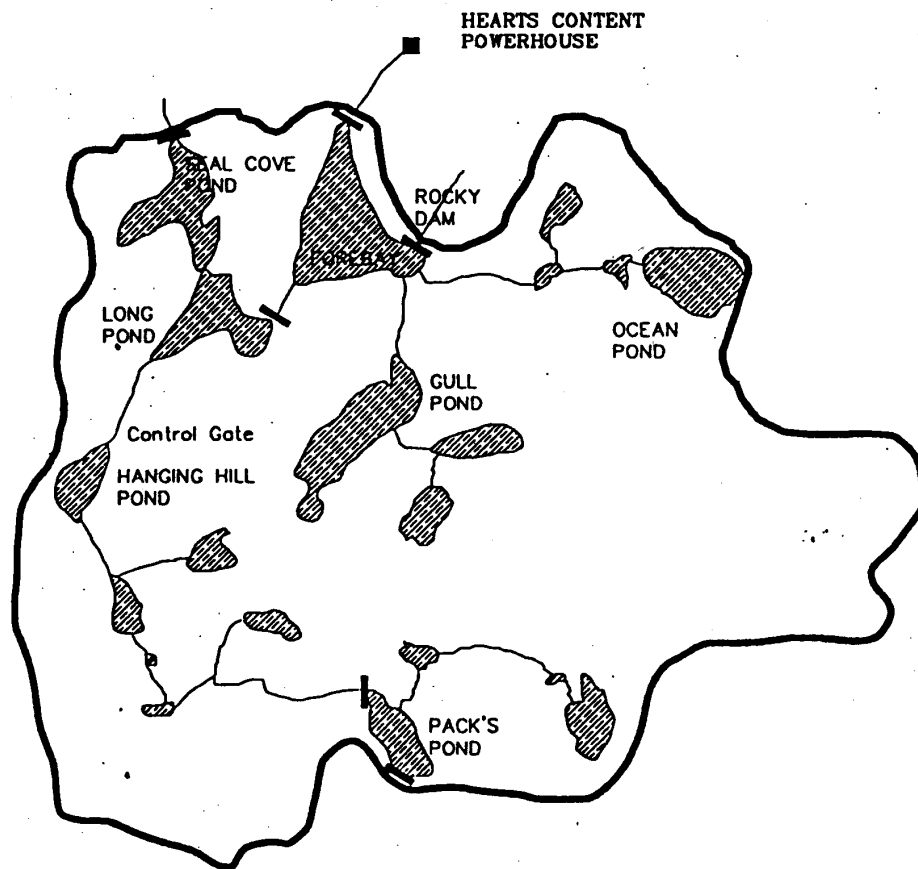 HEARTS CONTENT
POWERHOUSE
SEAL COVE
POND
ROCKY
DAM
FOREBAY
LONG
POND
OCEAN
POND
GULL
POND
Control Gate
HANGING HILL
POND
PACK'S
POND